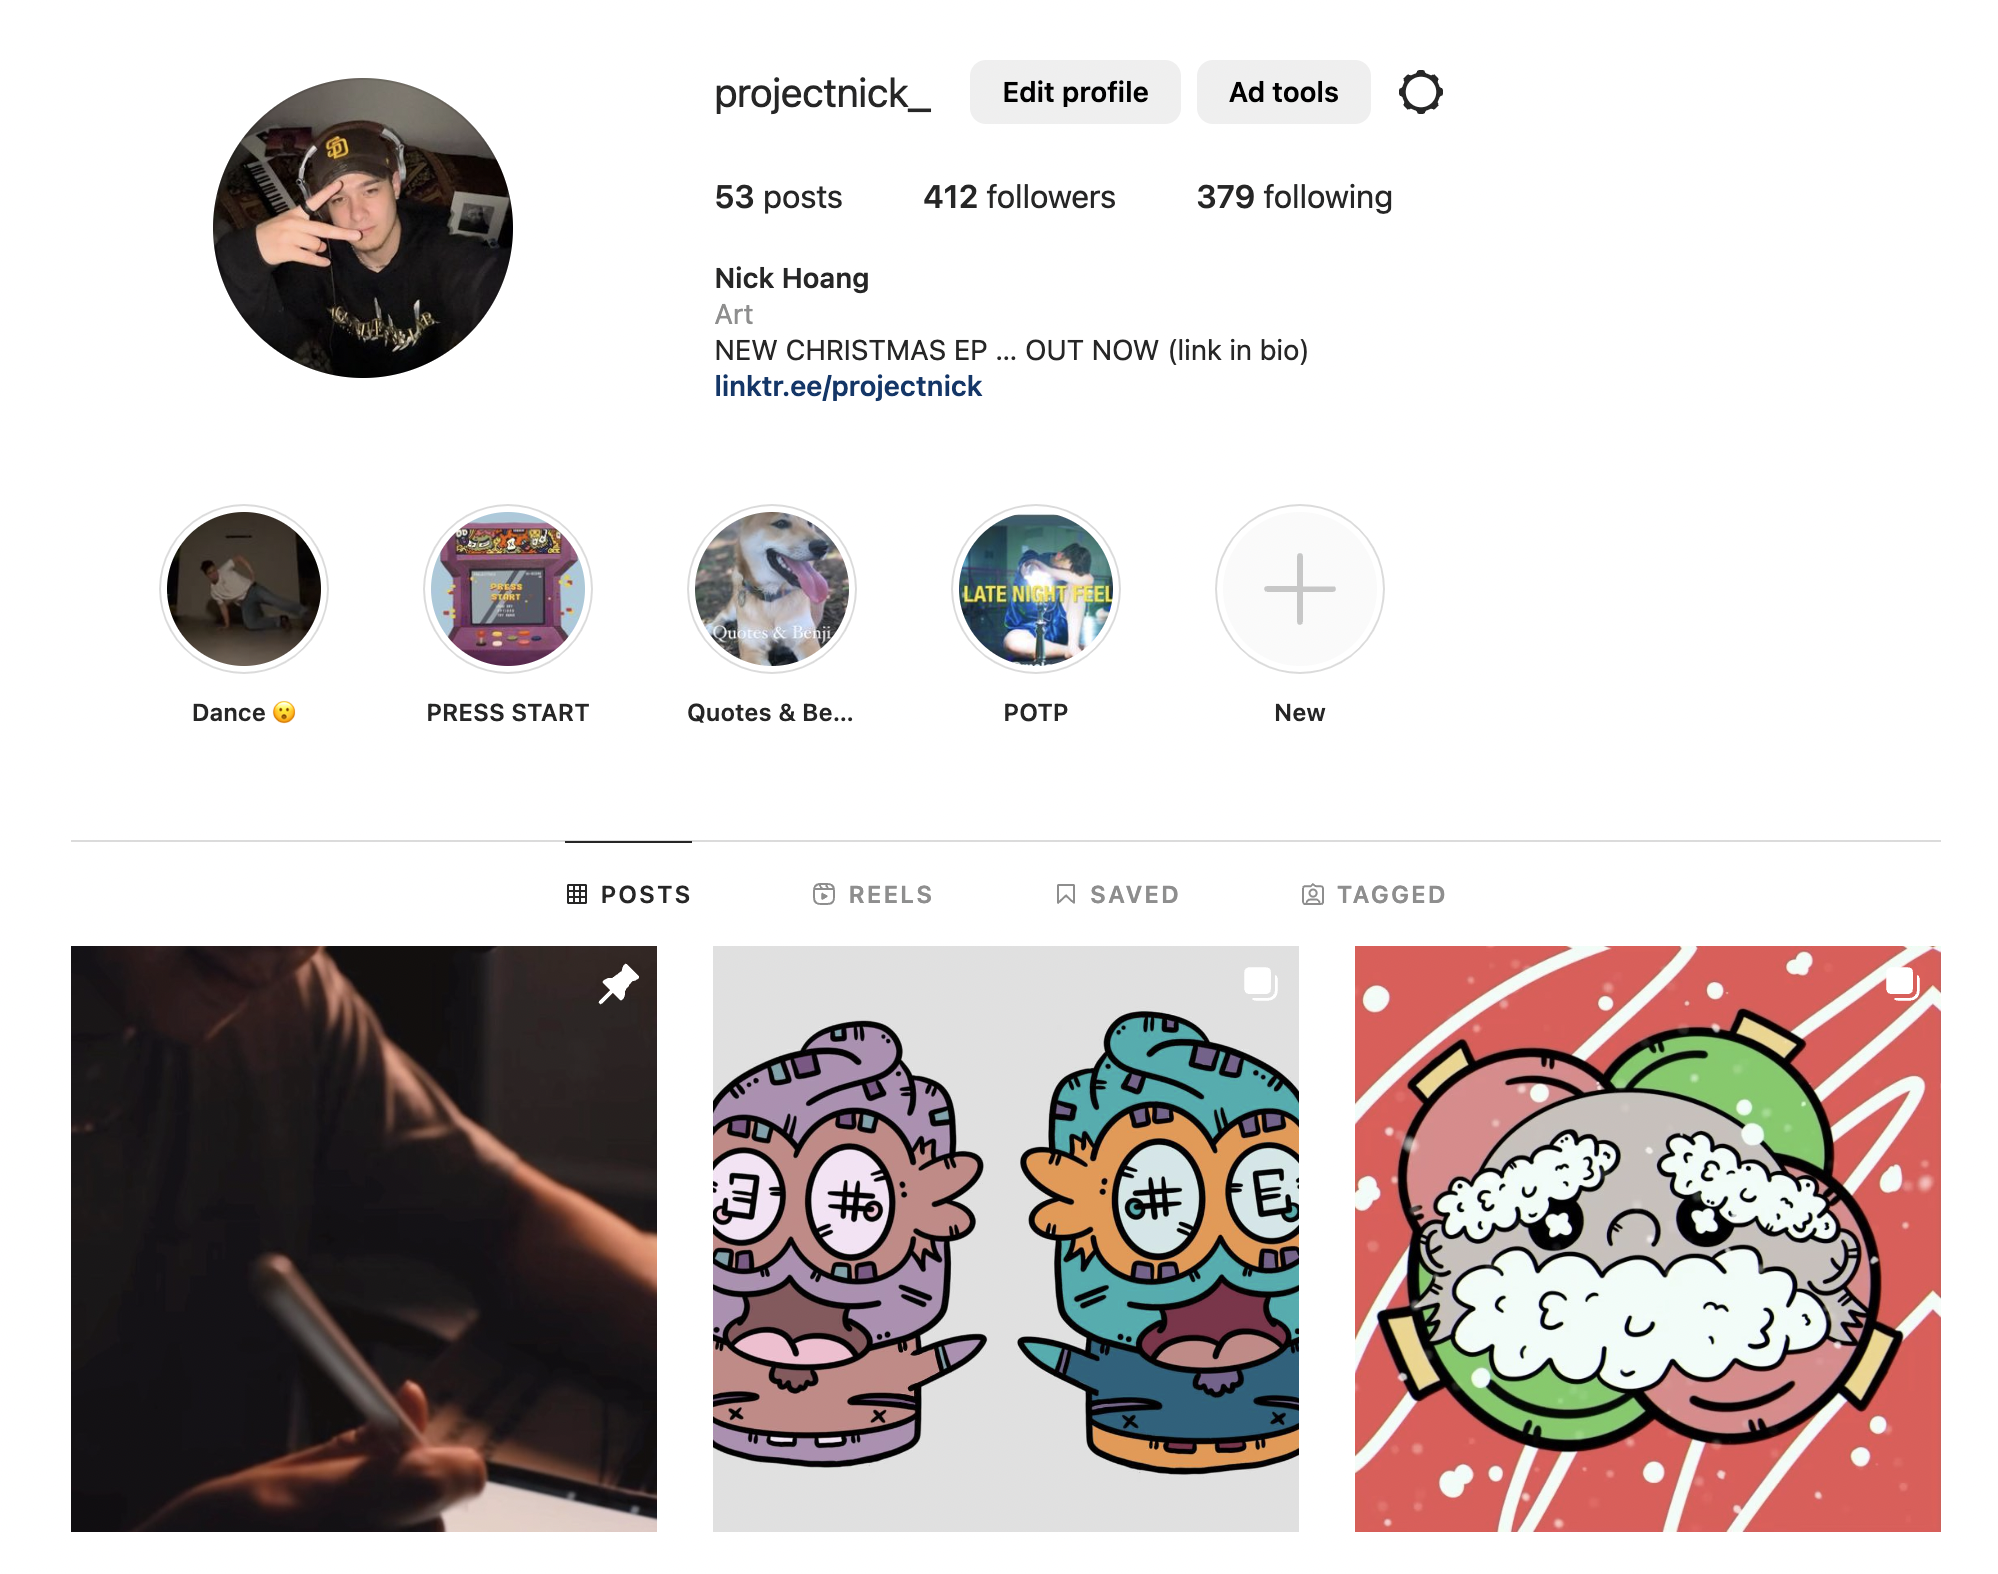 projectnick_ Edit profile Ad tools
53 posts 412 followers 379 following
Nick Hoang
Art
NEW CHRISTMAS EP ... OUT NOW (link in bio)
linktr.ee/projectnick
SD
PRESS
START
Quotes & Benji
LATE NIGHT FEEL
Dance 😮 PRESS START Quotes & Be... POTP New
POSTS REELS SAVED TAGGED
E # # E